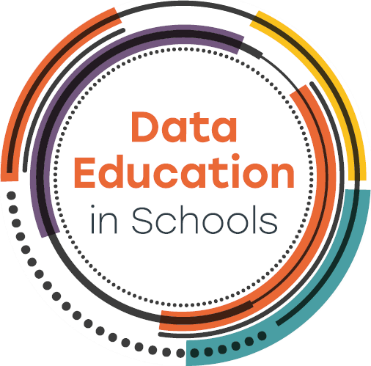 Data
Education
in Schools